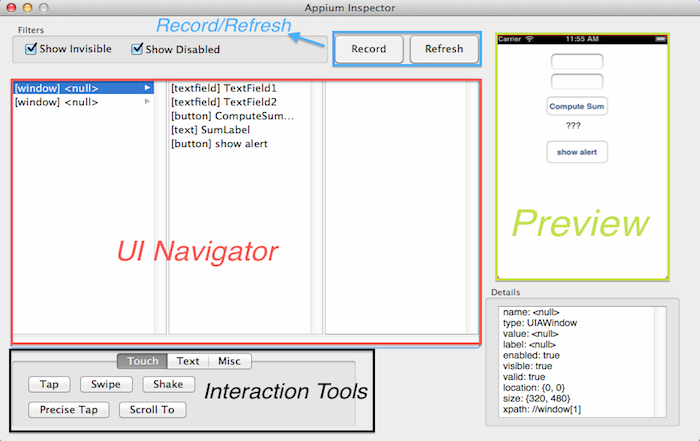 Appium Inspector
Record/Refresh
Filters
Show Invisible
Show Disabled
Record
Refresh
[window] <null>
[window] <null>
[textfield] TextField1
[textfield] TextField2
[button] ComputeSum...
[text] SumLabel
[button] show alert
UI Navigator
Carrier
11:55 AM
Compute Sum
???
show alert
Preview
Touch
Text
Misc
Tap
Swipe
Shake
Precise Tap
Scroll To
Interaction Tools
Details
name: <null>
type: UIAWindow
value: <null>
label: <null>
enabled: true
visible: true
valid: true
location: {0, 0}
size: {320, 480}
xpath: //window[1]